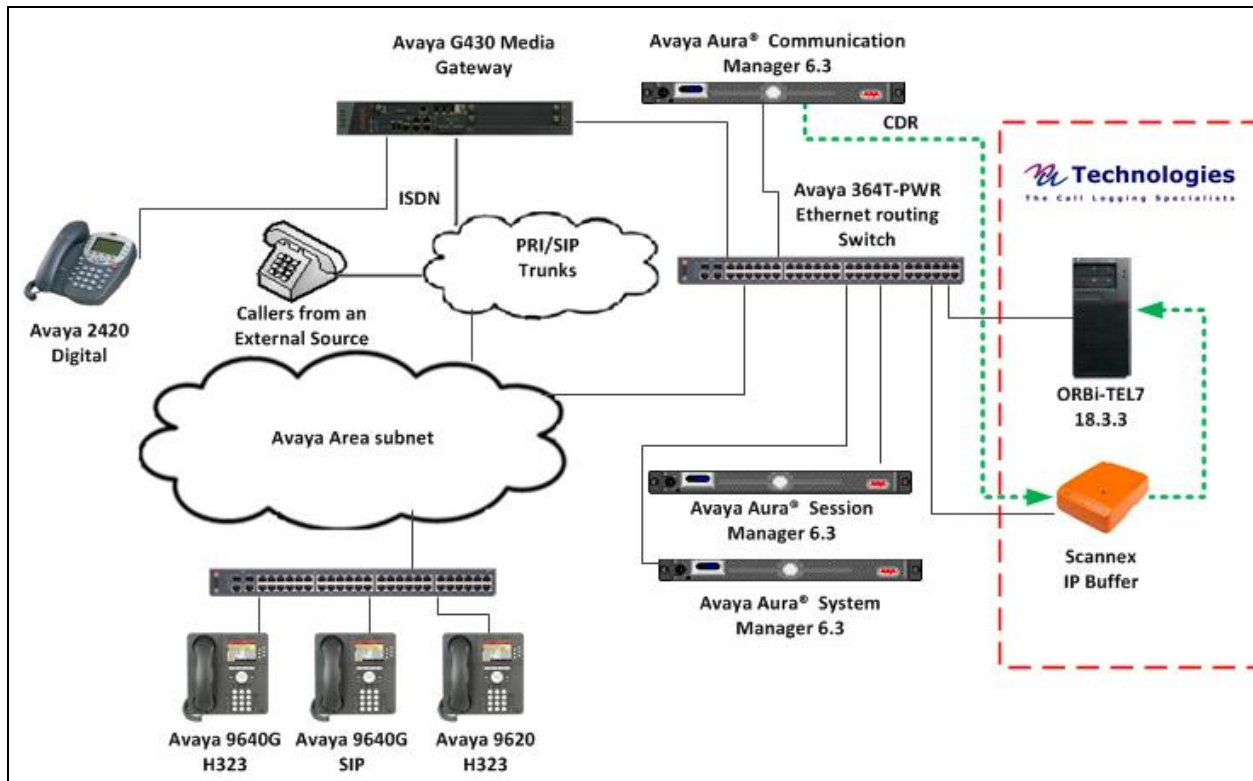 Avaya G430 Media
Gateway
Avaya Aura® Communication
Manager 6.3
CDR
Technologies
The Call Logging Specialists
Avaya 364T-PWR
Ethernet routing
Switch
ISDN
PRI/SIP
Trunks
Avaya 2420
Digital
Callers from an
External Source
ORBi-TEL7
18.3.3
Avaya Area subnet
Avaya Aura® Session
Manager 6.3
Scannex
IP Buffer
Avaya Aura® System
Manager 6.3
Avaya 9640G
H323
Avaya 9640G
SIP
Avaya 9620
H323